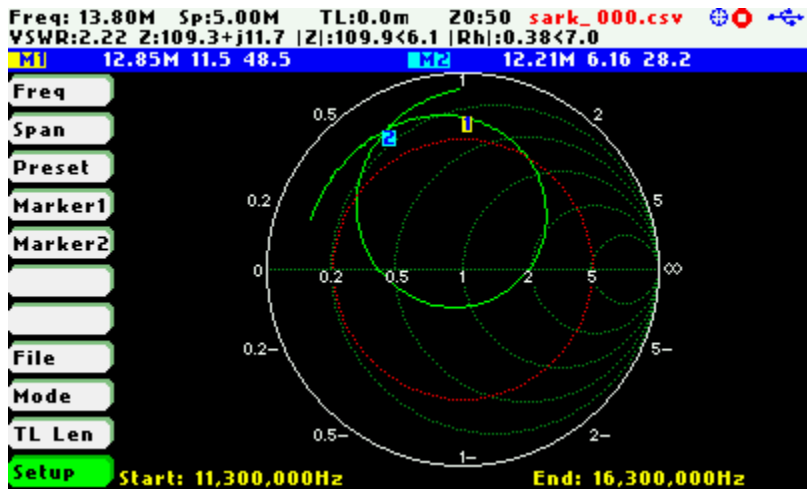 Freq: 13.80M Sp:5.00M TL:0.0m Z0:50 sark_000.csv
VSWR:2.22 Z:109.3+j11.7 |Z|:109.9<6.1 |Rh|:0.38<7.0
M1 12.85M 11.5 48.5 M2 12.21M 6.16 28.2
Freq
Span
Preset
Marker1
Marker2
File
Mode
TL Len
Setup
1
0.5 2
2 1
0.2 5
0 0.2 0.5 1 2 5 ∞
0.2- 5-
0.5- 2-
1-
Start: 11,300,000Hz End: 16,300,000Hz